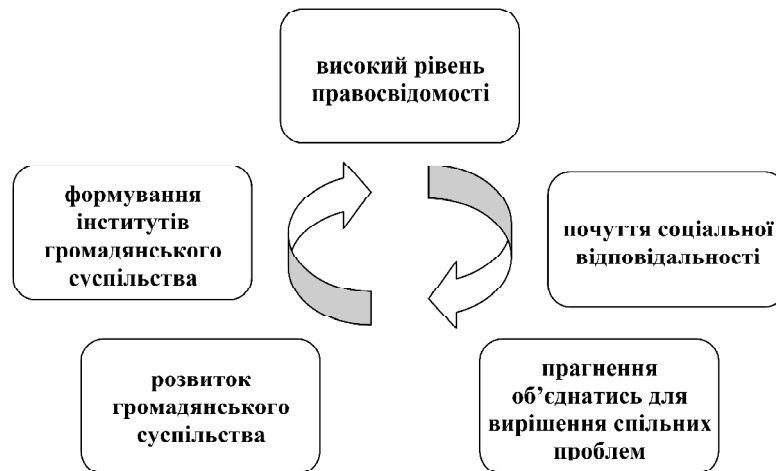 високий рівень
правосвідомості
формування
інститутів
громадянського
суспільства
почуття соціальної
відповідальності
розвиток
громадянського
суспільства
прагнення
об’єднатись для
вирішення спільних
проблем